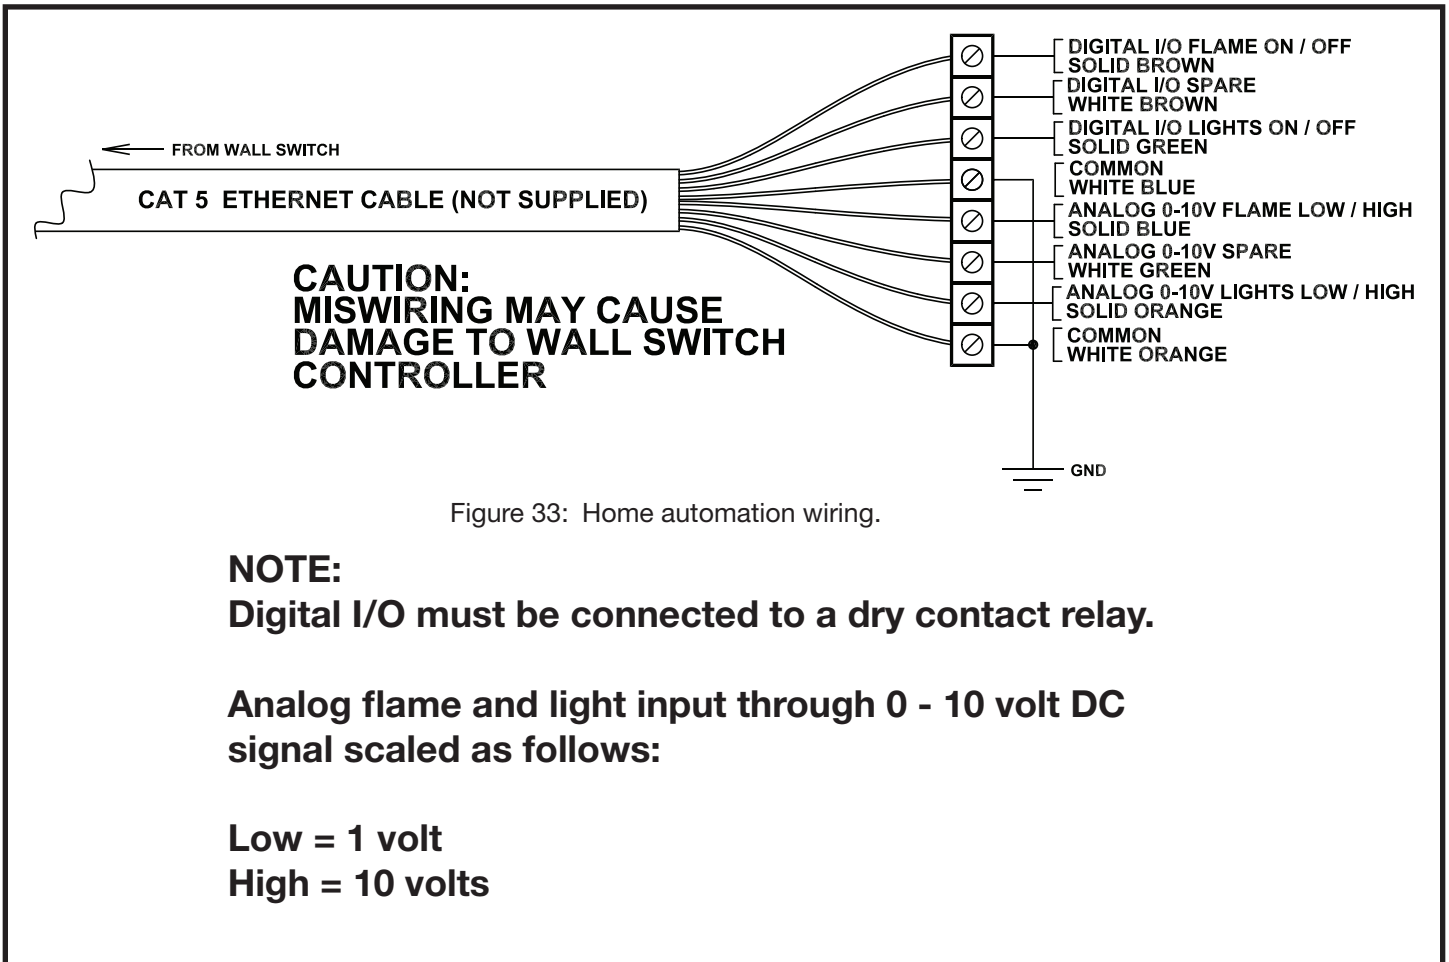 DIGITAL I/O FLAME ON / OFF
SOLID BROWN
DIGITAL I/O SPARE
WHITE BROWN
DIGITAL I/O LIGHTS ON / OFF
SOLID GREEN
COMMON
WHITE BLUE
ANALOG 0-10V FLAME LOW / HIGH
SOLID BLUE
ANALOG 0-10V SPARE
WHITE GREEN
ANALOG 0-10V LIGHTS LOW / HIGH
SOLID ORANGE
COMMON
WHITE ORANGE
FROM WALL SWITCH
CAT 5 ETHERNET CABLE (NOT SUPPLIED)
CAUTION:
MISWIRING MAY CAUSE
DAMAGE TO WALL SWITCH
CONTROLLER
GND
Figure 33: Home automation wiring.
NOTE:
Digital I/O must be connected to a dry contact relay.
Analog flame and light input through 0 - 10 volt DC
signal scaled as follows:
Low = 1 volt
High = 10 volts